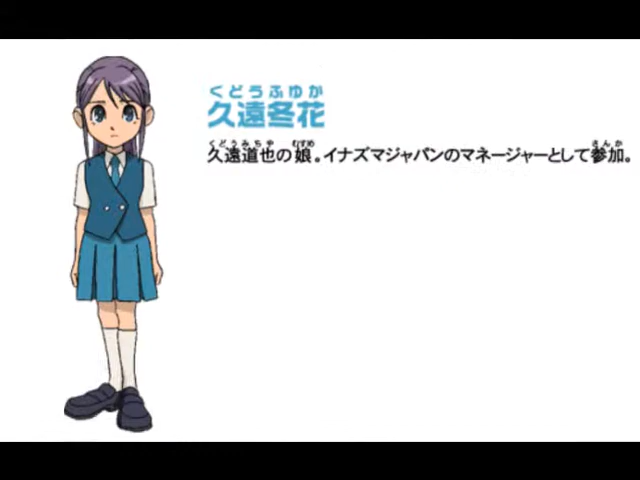 くどうふゆか
久遠冬花
くどうみちや むすめ さんか
久遠道也の娘。イナズマジャパンのマネージャーとして参加。